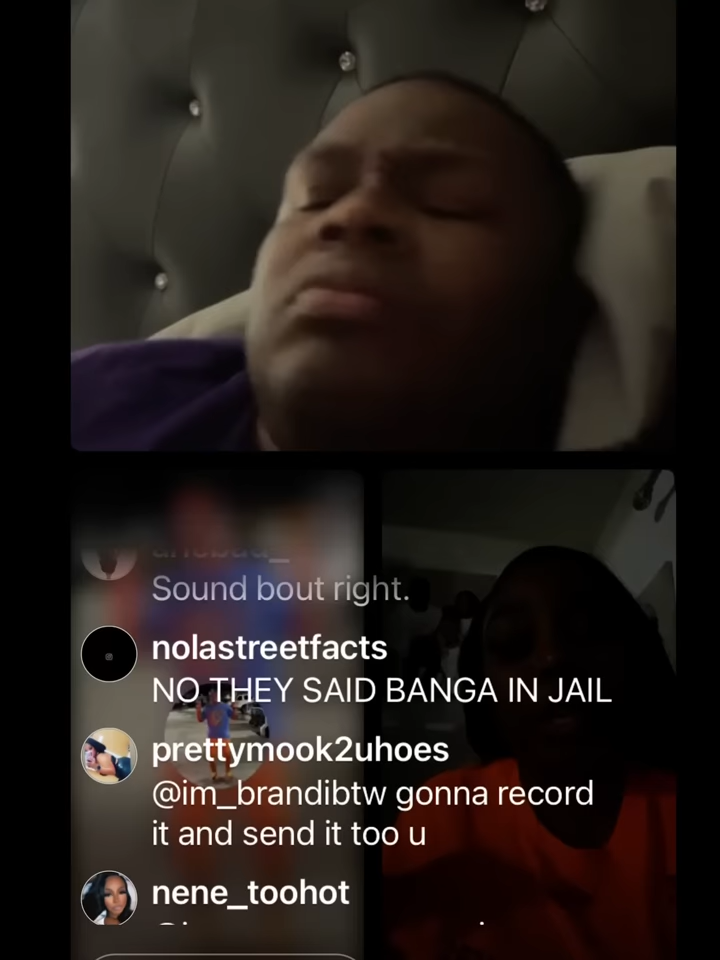 Sound bout right.
nolastreetfacts
NO THEY SAID BANGA IN JAIL
prettymook2uhoes
@im_brandibtw gonna record
it and send it too u
nene_toohot